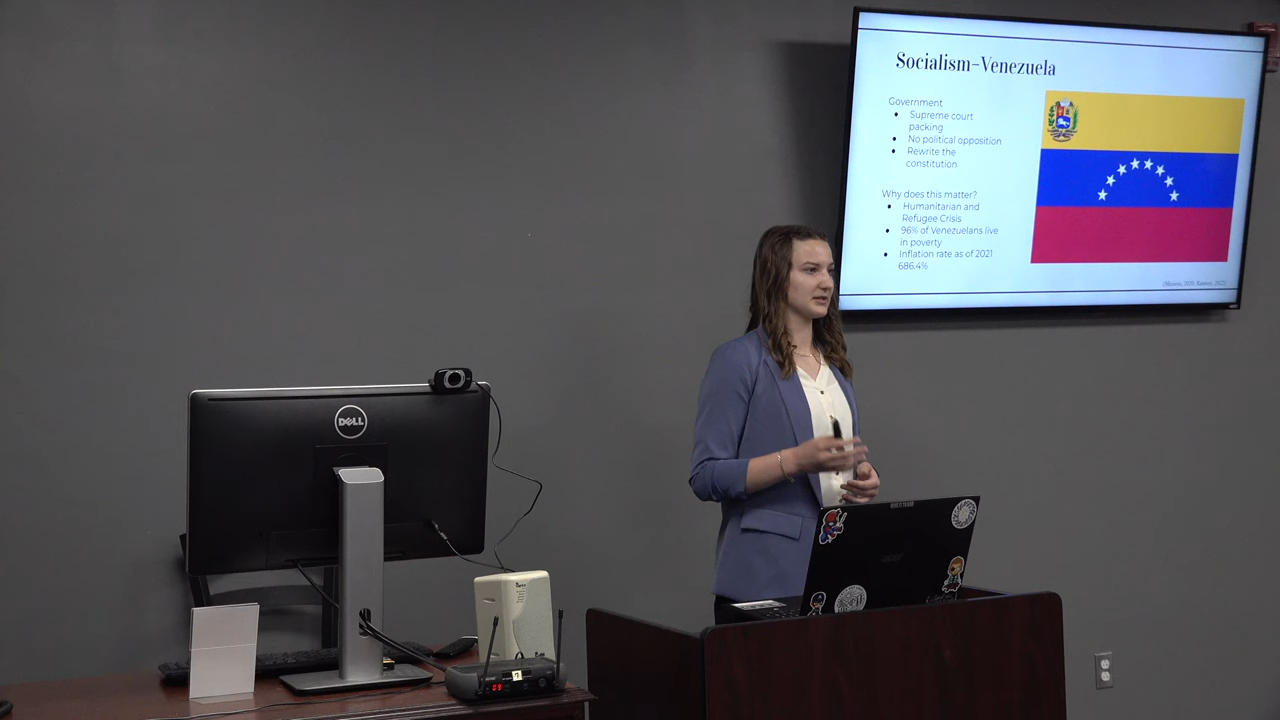 Socialism–Venezuela
Government
Supreme court
packing
No political opposition
Rewrite the
constitution
Why does this matter?
Humanitarian and
Refugee Crisis
96% of Venezuelans live
in poverty
Inflation rate as of 2021
686.4%
DELL
acer